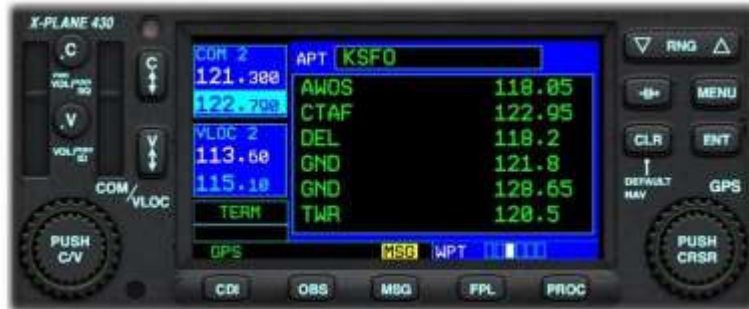 X-PLANE 430
.C
C
.V
V
COM/VLOC
PUSH
C/V
COM 2
121.300
122.790
VLOC 2
113.60
115.10
TERM
GPS
APT KSFO
AWOS 118.05
CTAF 122.95
DEL 118.2
GND 121.8
GND 128.65
TWR 120.5
MSG WPT
RNG
MENU
CLR ENT
DEFAULT
NAV
GPS
PUSH
CRSR
CDI OBS MSG FPL PROC